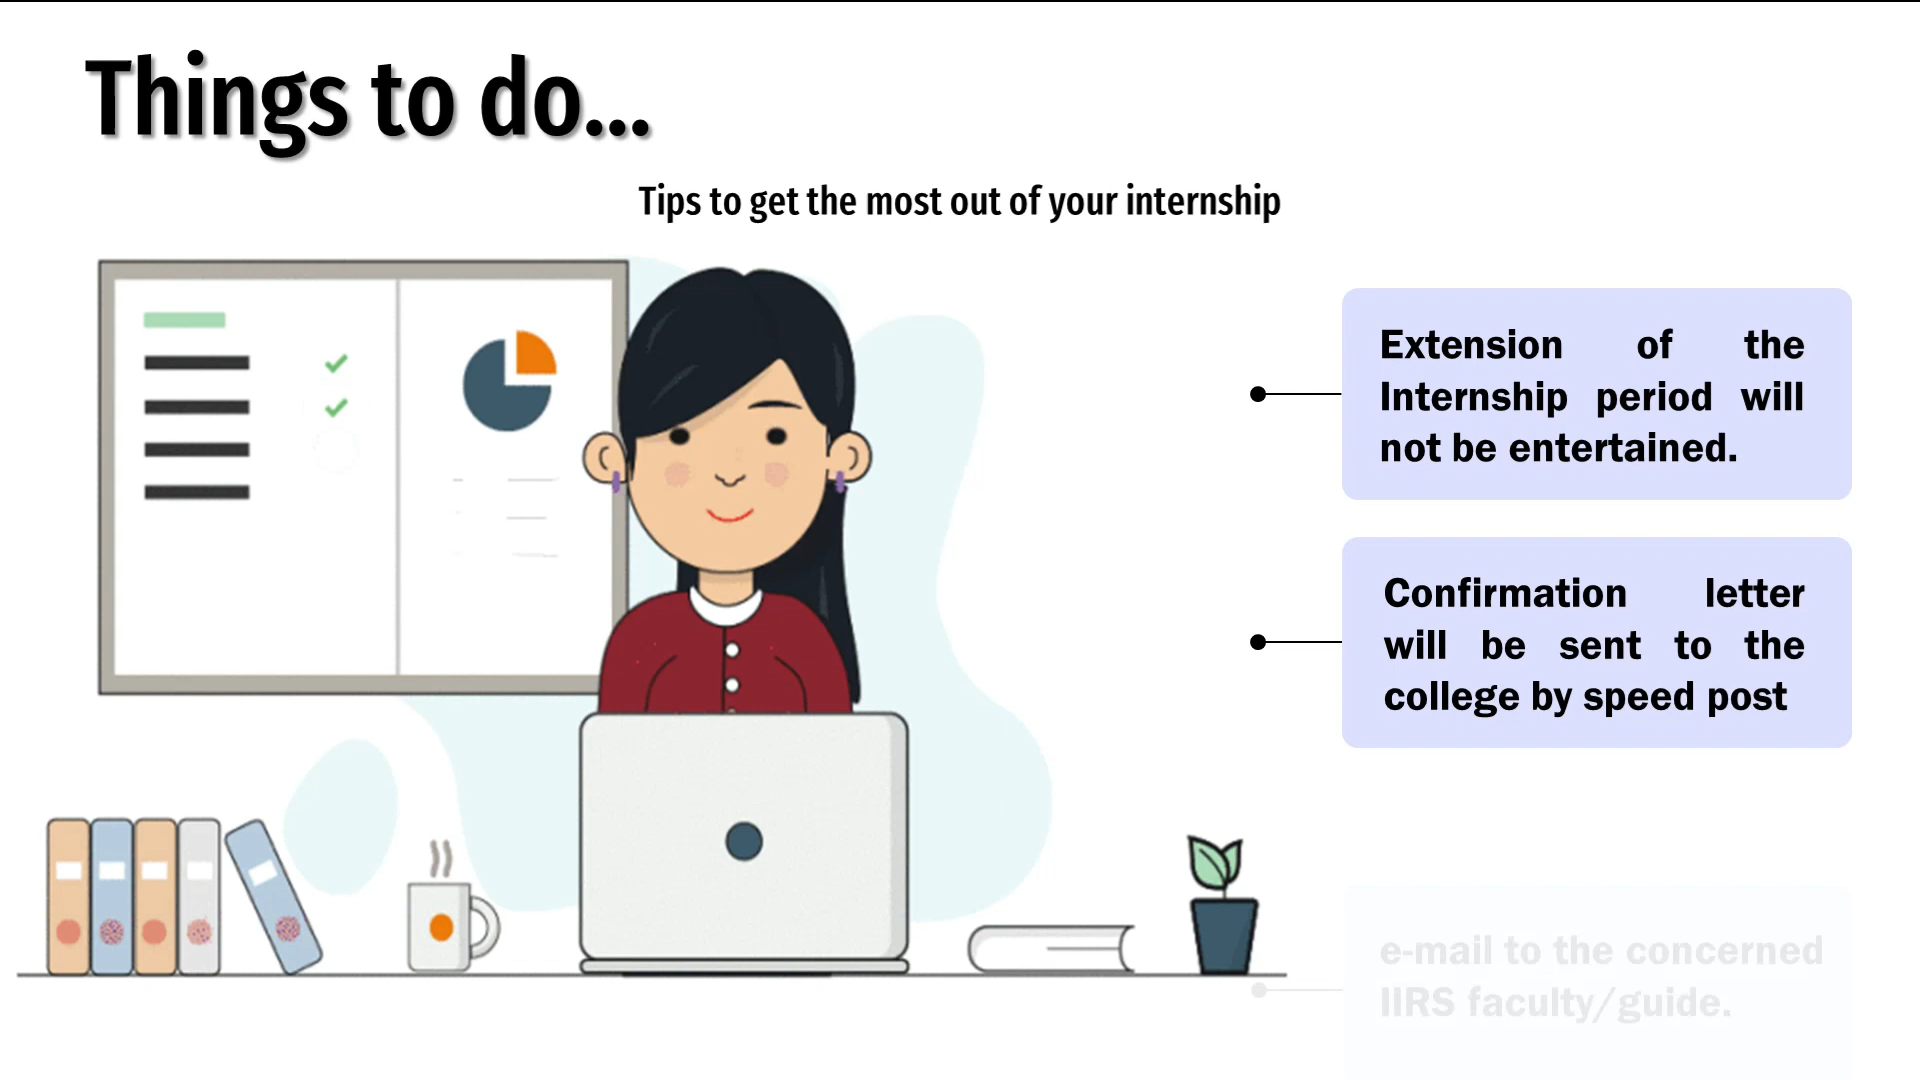 Things to do...
Tips to get the most out of your internship
Extension of the
Internship period will
not be entertained.
Confirmation letter
will be sent to the
college by speed post
e-mail to the concerned
IIRS faculty/guide.